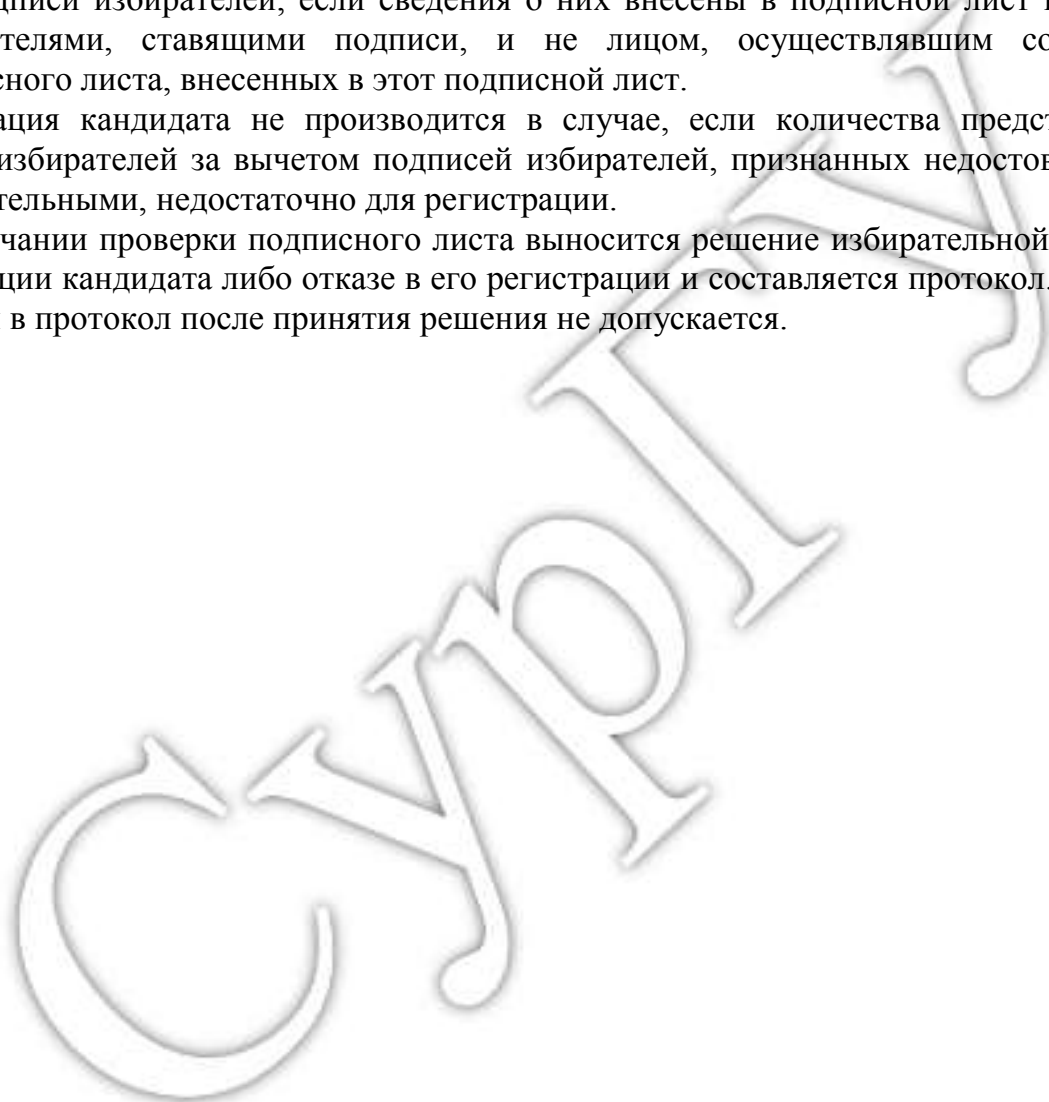 дписи избирателей, если сведения о них внесены в подписной лист
телями, ставящими подписи, и не лицом, осуществлявшим со
сного листа, внесенных в этот подписной лист.
ация кандидата не производится в случае, если количества предст
избирателей за вычетом подписей избирателей, признанных недостов
тельными, недостаточно для регистрации.
чании проверки подписного листа выносится решение избирательной
ции кандидата либо отказе в его регистрации и составляется протокол.
в протокол после принятия решения не допускается.
СурГУ